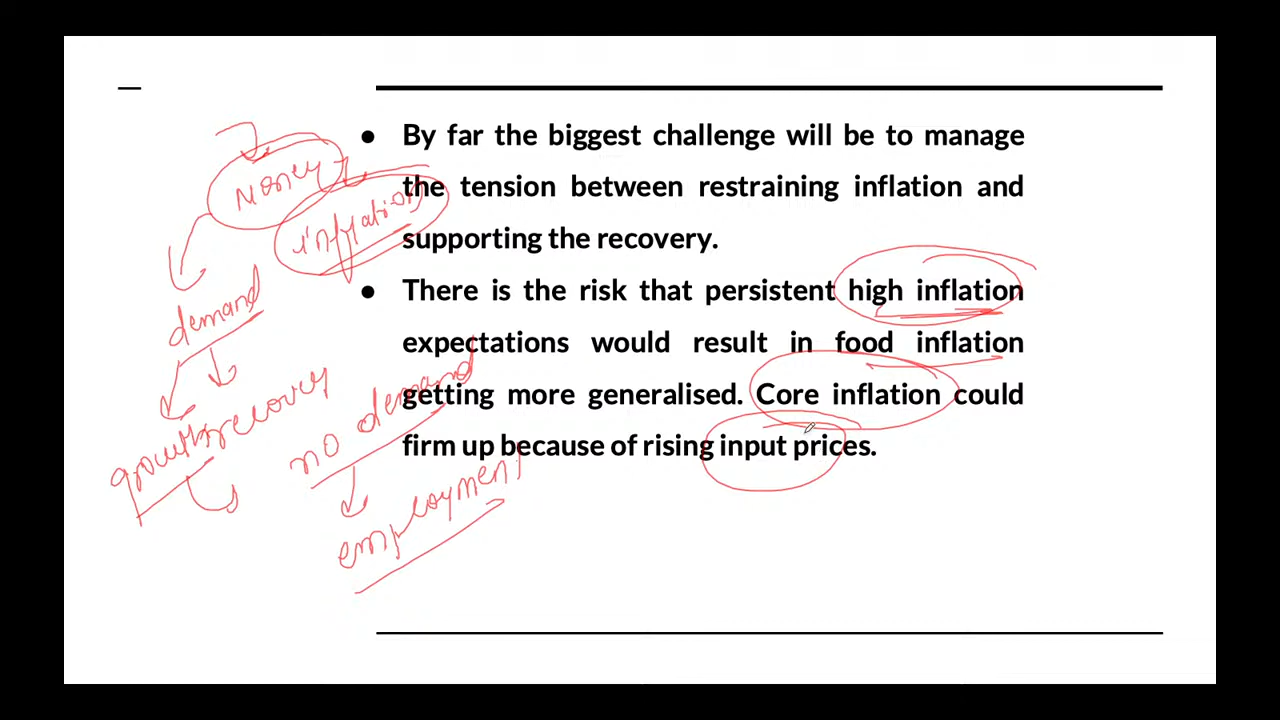 ● By far the biggest challenge will be to manage
the tension between restraining inflation and
supporting the recovery.
● There is the risk that persistent high inflation
expectations would result in food inflation
getting more generalised. Core inflation could
firm up because of rising input prices.
Money
inflation
demand
growth recovery
no demand
employment